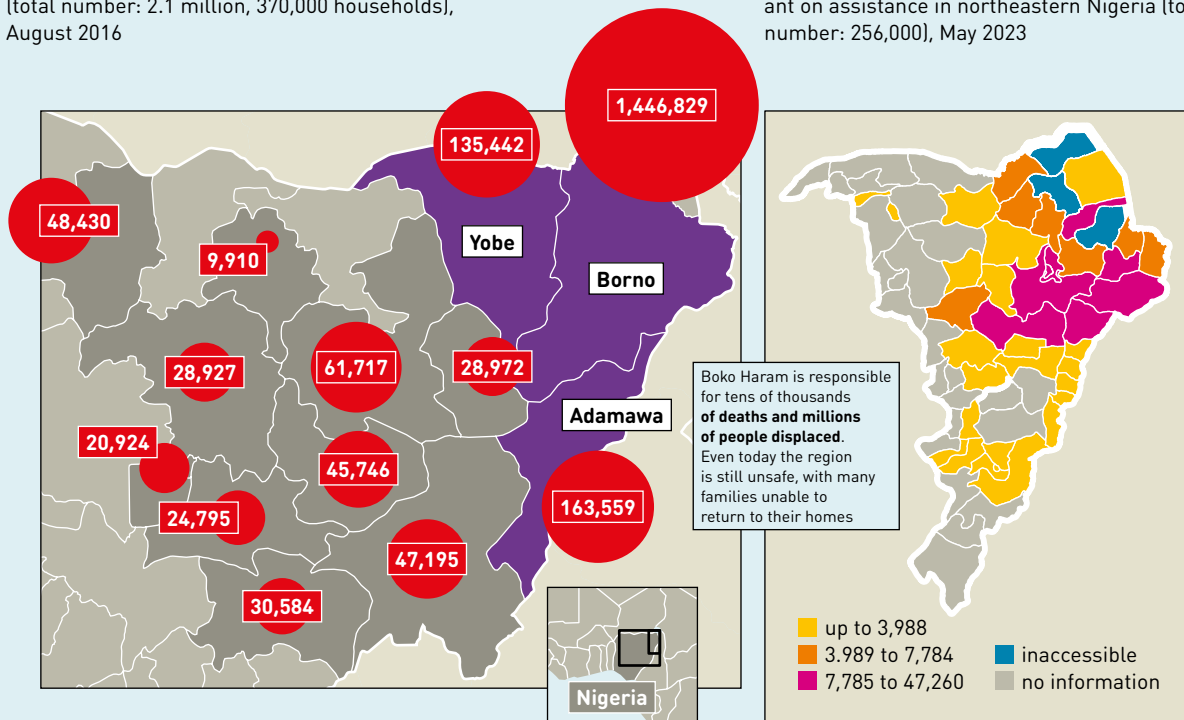 (total number: 2.1 million, 370,000 households),
August 2016
ant on assistance in northeastern Nigeria (to
number: 256,000), May 2023
1,446,829
135,442
48,430
9,910
Yobe
Borno
28,927
61,717
28,972
Adamawa
20,924
45,746
24,795
163,559
47,195
30,584
Nigeria
Boko Haram is responsible
for tens of thousands
of deaths and millions
of people displaced.
Even today the region
is still unsafe, with many
families unable to
return to their homes
up to 3,988
3.989 to 7,784
7,785 to 47,260
inaccessible
no information